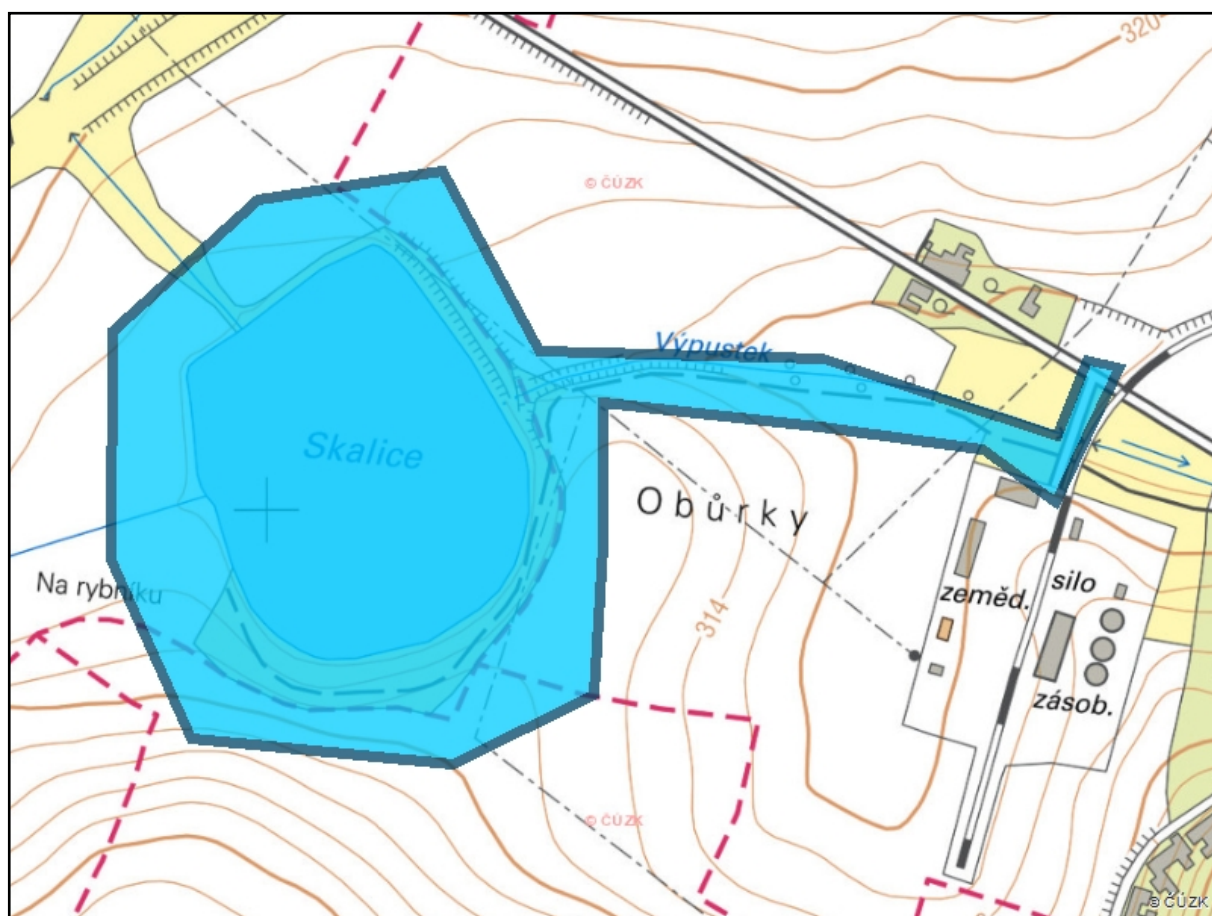 320
© ČÚZK
Výpustek
Skalice
Obůrky
Na rybníku
silo
zeměd.
314
zásob.
© ČÚZK
© ČÚZK